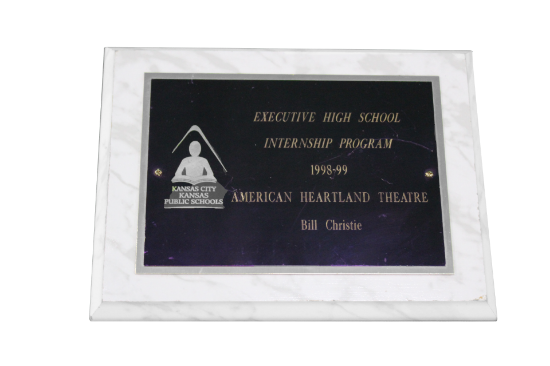 EXECUTIVE HIGH SCHOOL
INTERNSHIP PROGRAM
1998-99
AMERICAN HEARTLAND THEATRE
Bill Christie
KANSAS CITY
KANSAS
PUBLIC SCHOOLS